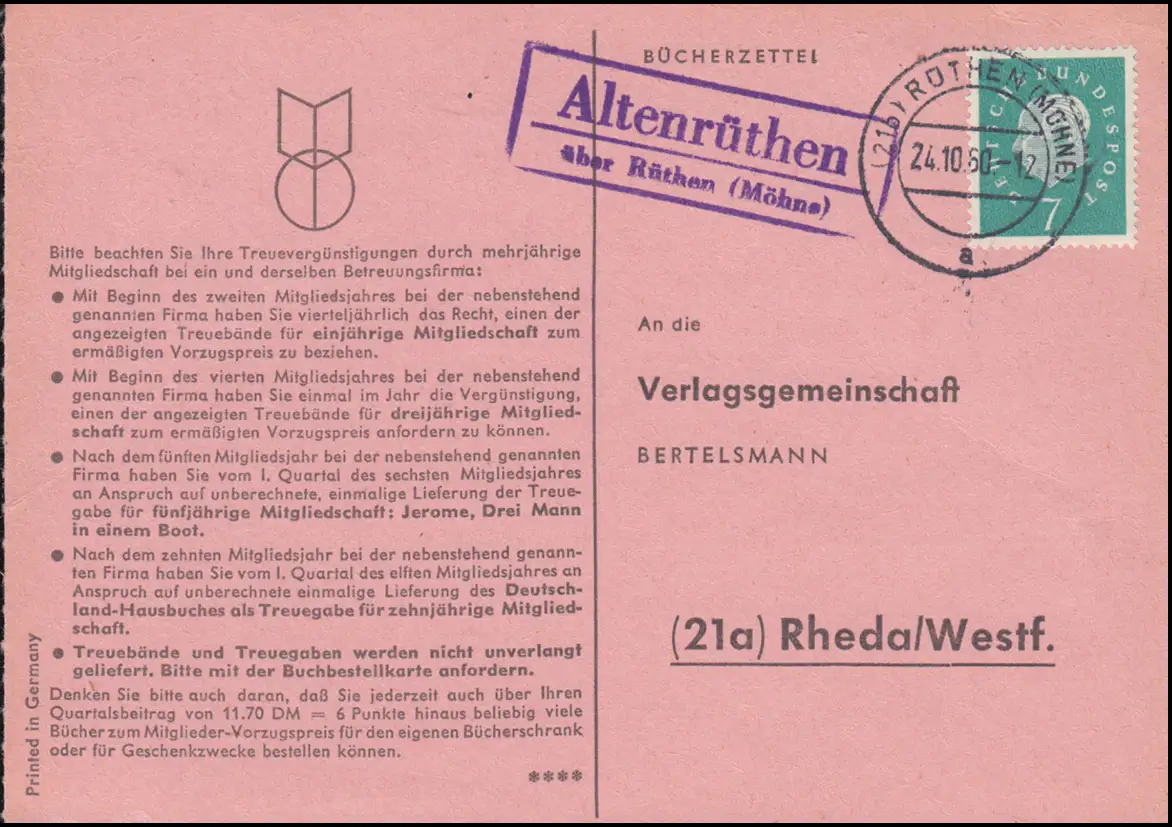 BÜCHERZETTEL
Altenrüthen
über Rüthen (Möhne)
(21b) RÜTHEN (MÖHNE)
24.10.60.-12
a
DEUTSCHE BUNDESPOST
7
Bitte beachten Sie Ihre Treuevergünstigungen durch mehrjährige
Mitgliedschaft bei ein und derselben Betreuungsfirma:
● Mit Beginn des zweiten Mitgliedsjahres bei der nebenstehend
genannten Firma haben Sie vierteljährlich das Recht, einen der
angezeigten Treuebände für einjährige Mitgliedschaft zum
ermäßigten Vorzugspreis zu beziehen.
● Mit Beginn des vierten Mitgliedsjahres bei der nebenstehend
genannten Firma haben Sie einmal im Jahr die Vergünstigung,
einen der angezeigten Treuebände für dreijährige Mitglied-
schaft zum ermäßigten Vorzugspreis anfordern zu können.
● Nach dem fünften Mitgliedsjahr bei der nebenstehend genannten
Firma haben Sie vom I. Quartal des sechsten Mitgliedsjahres
an Anspruch auf unberechnete, einmalige Lieferung der Treue-
gabe für fünfjährige Mitgliedschaft: Jerome, Drei Mann
in einem Boot.
● Nach dem zehnten Mitgliedsjahr bei der nebenstehend genann-
ten Firma haben Sie vom I. Quartal des elften Mitgliedsjahres an
Anspruch auf unberechnete einmalige Lieferung des Deutsch-
land-Hausbuches als Treuegabe für zehnjährige Mitglied-
schaft.
● Treuebände und Treuegaben werden nicht unverlangt
geliefert. Bitte mit der Buchbestellkarte anfordern.
Denken Sie bitte auch daran, daß Sie jederzeit auch über Ihren
Quartalsbeitrag von 11.70 DM = 6 Punkte hinaus beliebig viele
Bücher zum Mitglieder-Vorzugspreis für den eigenen Bücherschrank
oder für Geschenkzwecke bestellen können.
****
Printed in Germany
An die
Verlagsgemeinschaft
BERTELSMANN
(21a) Rheda/Westf.